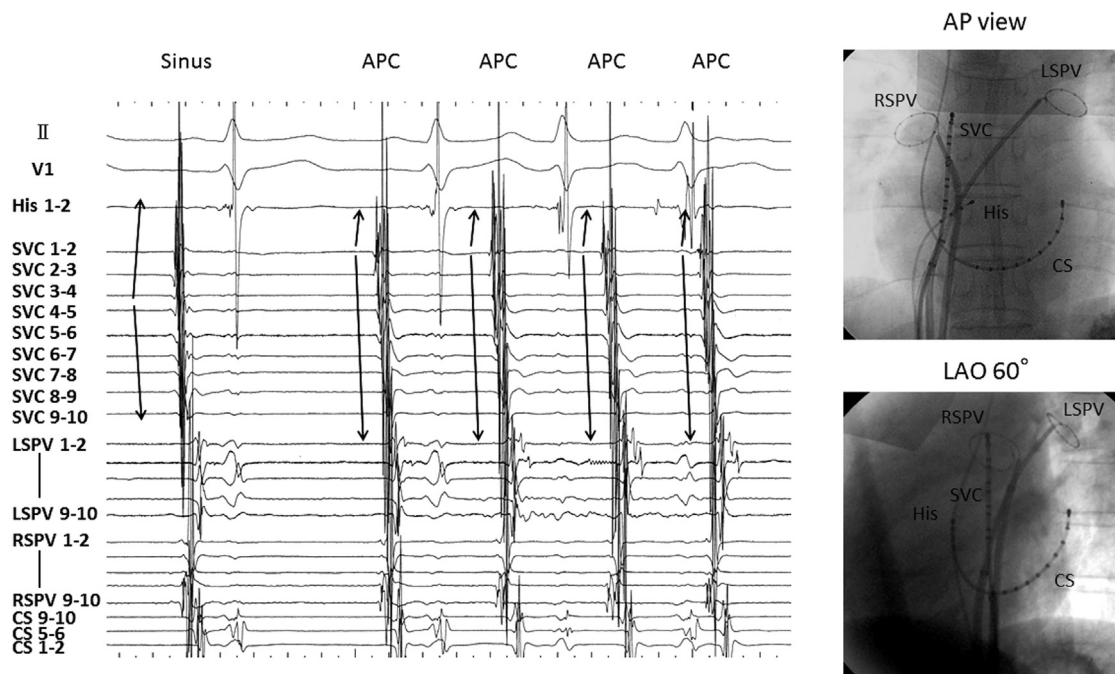 Sinus APC APC APC APC
II
V1
His 1-2
SVC 1-2
SVC 2-3
SVC 3-4
SVC 4-5
SVC 5-6
SVC 6-7
SVC 7-8
SVC 8-9
SVC 9-10
LSPV 1-2
LSPV 9-10
RSPV 1-2
RSPV 9-10
CS 9-10
CS 5-6
CS 1-2
AP view
LSPV
RSPV
SVC
His
CS
LAO 60°
RSPV
LSPV
SVC
His
CS